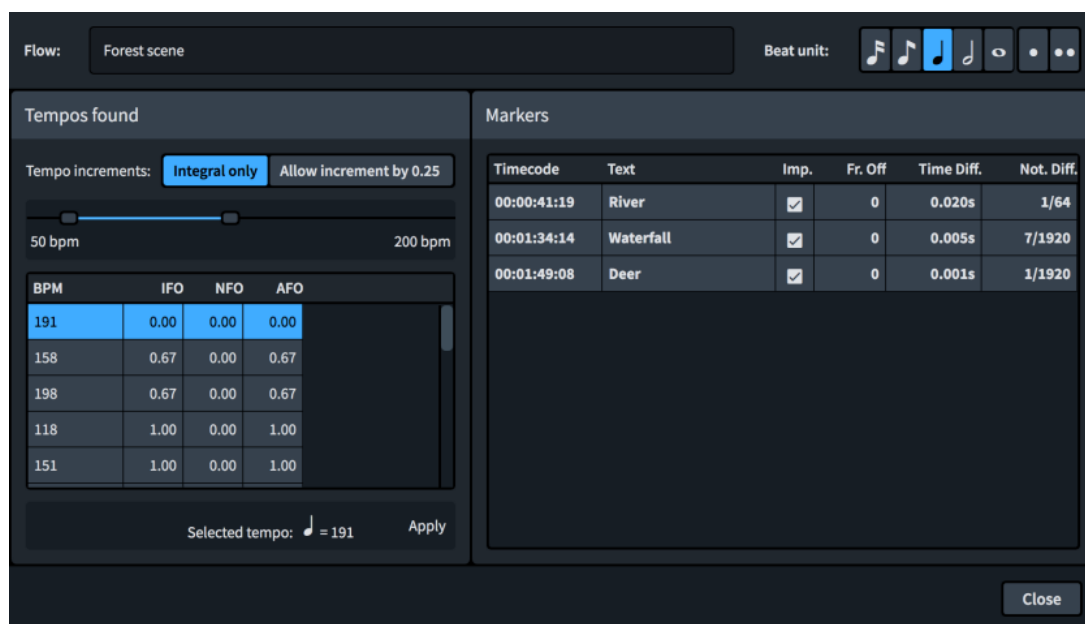 Flow: Forest scene Beat unit:
Tempos found
Tempo increments: Integral only Allow increment by 0.25
50 bpm 200 bpm
BPM IFO NFO AFO
191 0.00 0.00 0.00
158 0.67 0.00 0.67
198 0.67 0.00 0.67
118 1.00 0.00 1.00
151 1.00 0.00 1.00
Selected tempo: ♩ = 191 Apply
Markers
Timecode Text Imp. Fr. Off Time Diff. Not. Diff.
00:00:41:19 River 0 0.020s 1/64
00:01:34:14 Waterfall 0 0.005s 7/1920
00:01:49:08 Deer 0 0.001s 1/1920
Close